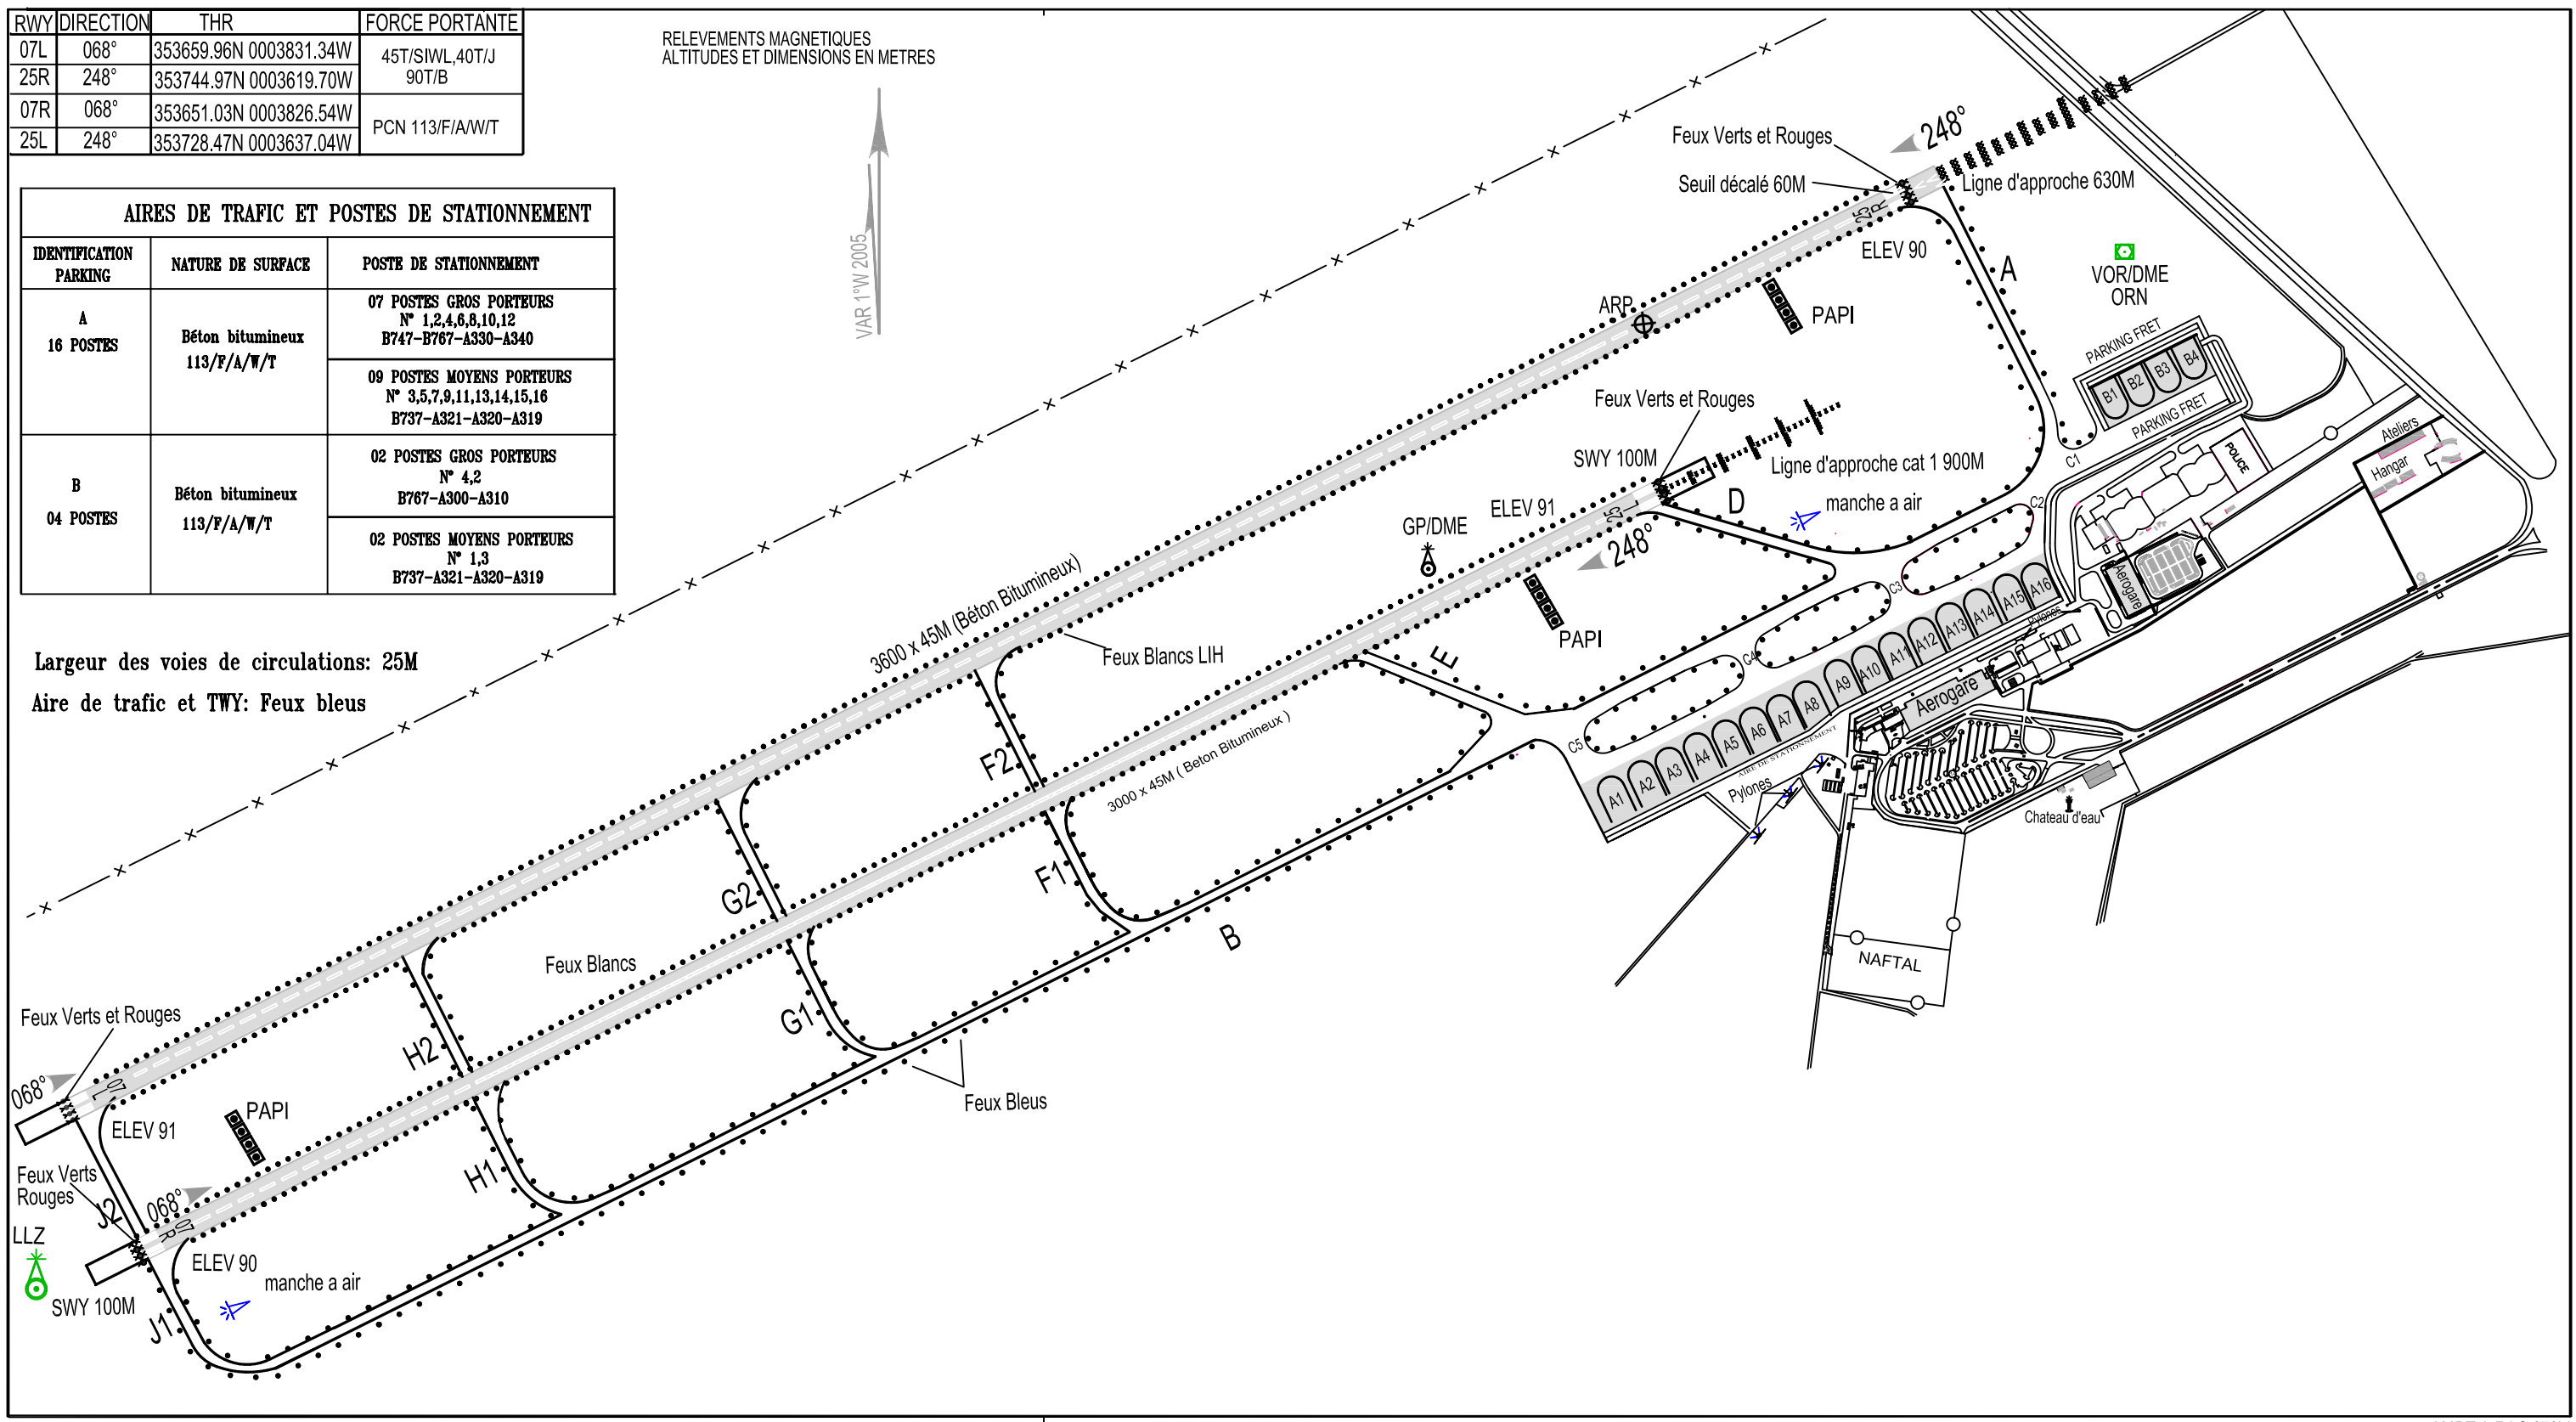 RWY DIRECTION THR FORCE PORTANTE
07L 068° 353659.96N 0003831.34W 45T/SIWL,40T/J
25R 248° 353744.97N 0003619.70W 90T/B
07R 068° 353651.03N 0003826.54W PCN 113/F/A/W/T
25L 248° 353728.47N 0003637.04W
RELEVEMENTS MAGNETIQUES
ALTITUDES ET DIMENSIONS EN METRES
VAR 1°W 2005
AIRES DE TRAFIC ET POSTES DE STATIONNEMENT
IDENTIFICATION
PARKING
NATURE DE SURFACE
POSTE DE STATIONNEMENT
A
16 POSTES
Béton bitumineux
113/F/A/W/T
07 POSTES GROS PORTEURS
N° 1,2,4,6,8,10,12
B747-B767-A330-A340
09 POSTES MOYENS PORTEURS
N° 3,5,7,9,11,13,14,15,16
B737-A321-A320-A319
B
04 POSTES
Béton bitumineux
113/F/A/W/T
02 POSTES GROS PORTEURS
N° 4,2
B767-A300-A310
02 POSTES MOYENS PORTEURS
N° 1,3
B737-A321-A320-A319
Largeur des voies de circulations: 25M
Aire de trafic et TWY: Feux bleus
Feux Verts et Rouges
248°
Seuil décalé 60M
Ligne d'approche 630M
25
R
ELEV 90
A
VOR/DME
ORN
ARP
PAPI
PARKING FRET
B1
B2
B3
B4
PARKING FRET
Feux Verts et Rouges
SWY 100M
Ligne d'approche cat 1 900M
D
manche a air
C1
C2
POLICE
Ateliers
Hangar
GP/DME
ELEV 91
25
L
248°
PAPI
Aerogare
3600 x 45M (Béton Bitumineux)
Feux Blancs LIH
E
C3
C4
C5
A1
A2
A3
A4
A5
A6
A7
A8
A9
A10
A11
A12
A13
A14
A15
A16
Pylones
Aerogare
AIRE DE STATIONNEMENT
Pylones
Chateau d'eau
NAFTAL
3000 x 45M ( Beton Bitumineux )
F2
F1
G2
G1
B
Feux Blancs
Feux Bleus
H2
H1
Feux Verts et Rouges
068°
07
L
ELEV 91
PAPI
Feux Verts
Rouges
J2
068°
07
R
LLZ
ELEV 90
manche a air
SWY 100M
J1